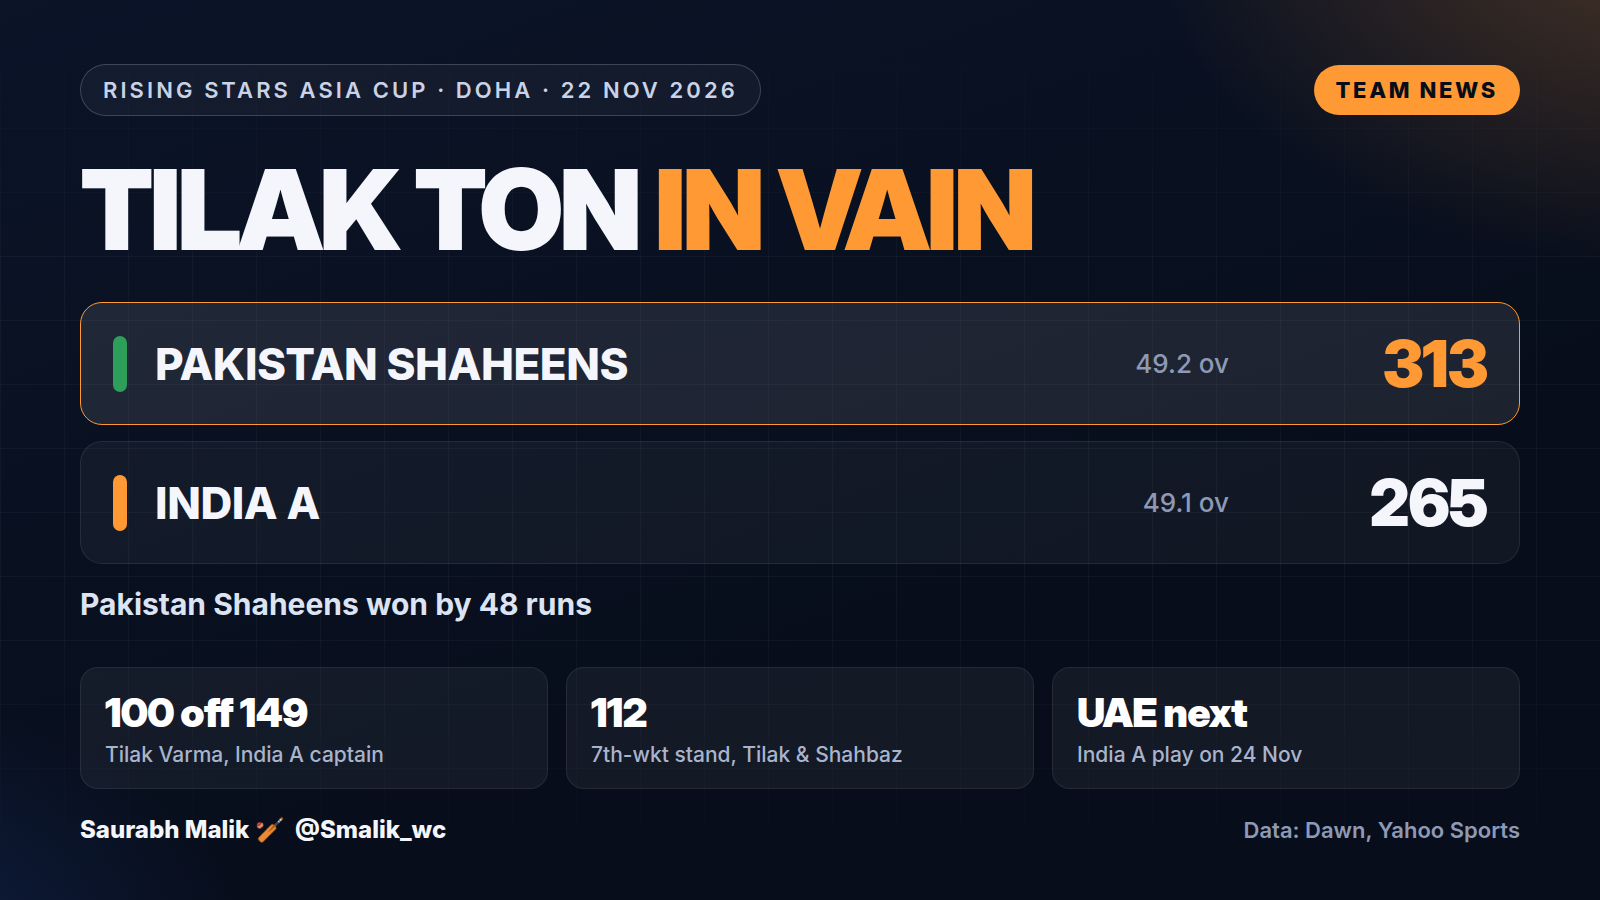 RISING STARS ASIA CUP · DOHA · 22 NOV 2026
TEAM NEWS
TILAK TON IN VAIN
PAKISTAN SHAHEENS 49.2 ov 313
INDIA A 49.1 ov 265
Pakistan Shaheens won by 48 runs
100 off 149
Tilak Varma, India A captain
112
7th-wkt stand, Tilak & Shahbaz
UAE next
India A play on 24 Nov
Saurabh Malik 🏏 @Smalik_wc
Data: Dawn, Yahoo Sports